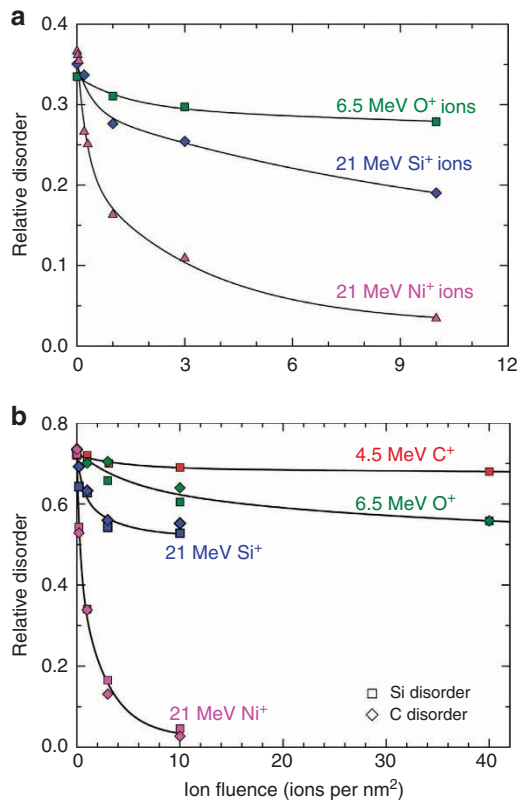 a
0.4
0.3
0.2
0.1
0.0
Relative disorder
6.5 MeV O⁺ ions
21 MeV Si⁺ ions
21 MeV Ni⁺ ions
0 3 6 9 12
b
0.8
0.6
0.4
0.2
0.0
Relative disorder
4.5 MeV C⁺
6.5 MeV O⁺
21 MeV Si⁺
21 MeV Ni⁺
Si disorder
C disorder
0 10 20 30 40
Ion fluence (ions per nm²)